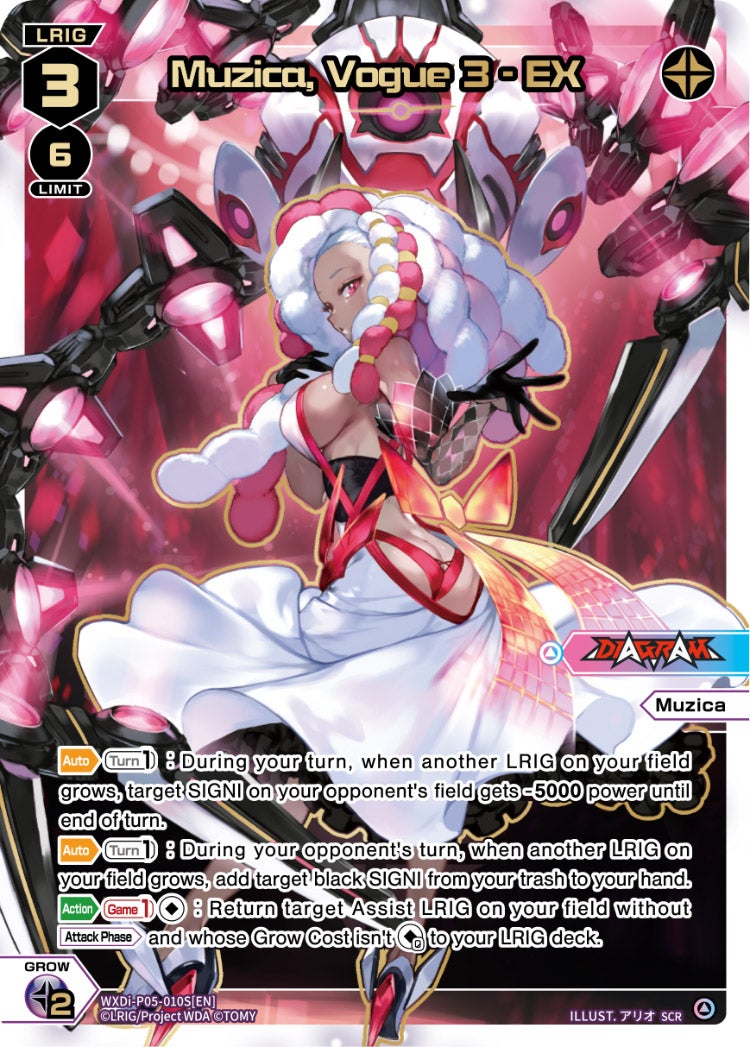 LRIG
3
Muzica, Vogue 3 - EX
6
LIMIT
DIAGRAM
Muzica
Auto Turn 1 : During your turn, when another LRIG on your field
grows, target SIGNI on your opponent's field gets -5000 power until
end of turn.
Auto Turn 1 : During your opponent's turn, when another LRIG on
your field grows, add target black SIGNI from your trash to your hand.
Action Game 1 : Return target Assist LRIG on your field without
Attack Phase and whose Grow Cost isn't 0 to your LRIG deck.
GROW
2
WXDi-P05-010S[EN]
©LRIG/Project WDA ©TOMY
ILLUST. アリオ SCR